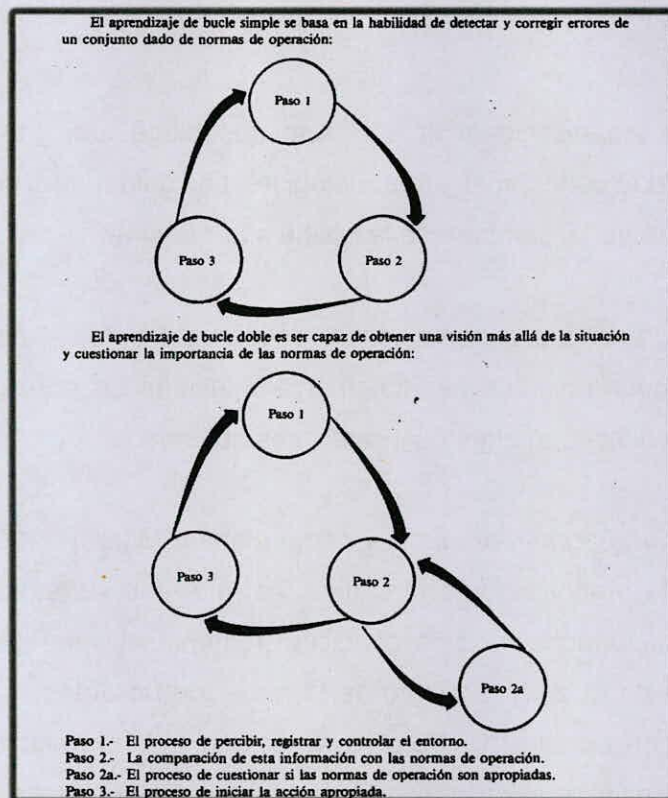 El aprendizaje de bucle simple se basa en la habilidad de detectar y corregir errores de
un conjunto dado de normas de operación:
Paso 1
Paso 3
Paso 2
El aprendizaje de bucle doble es ser capaz de obtener una visión más allá de la situación
y cuestionar la importancia de las normas de operación:
Paso 1
Paso 3
Paso 2
Paso 2a
Paso 1.- El proceso de percibir, registrar y controlar el entorno.
Paso 2.- La comparación de esta información con las normas de operación.
Paso 2a.- El proceso de cuestionar si las normas de operación son apropiadas.
Paso 3.- El proceso de iniciar la acción apropiada.